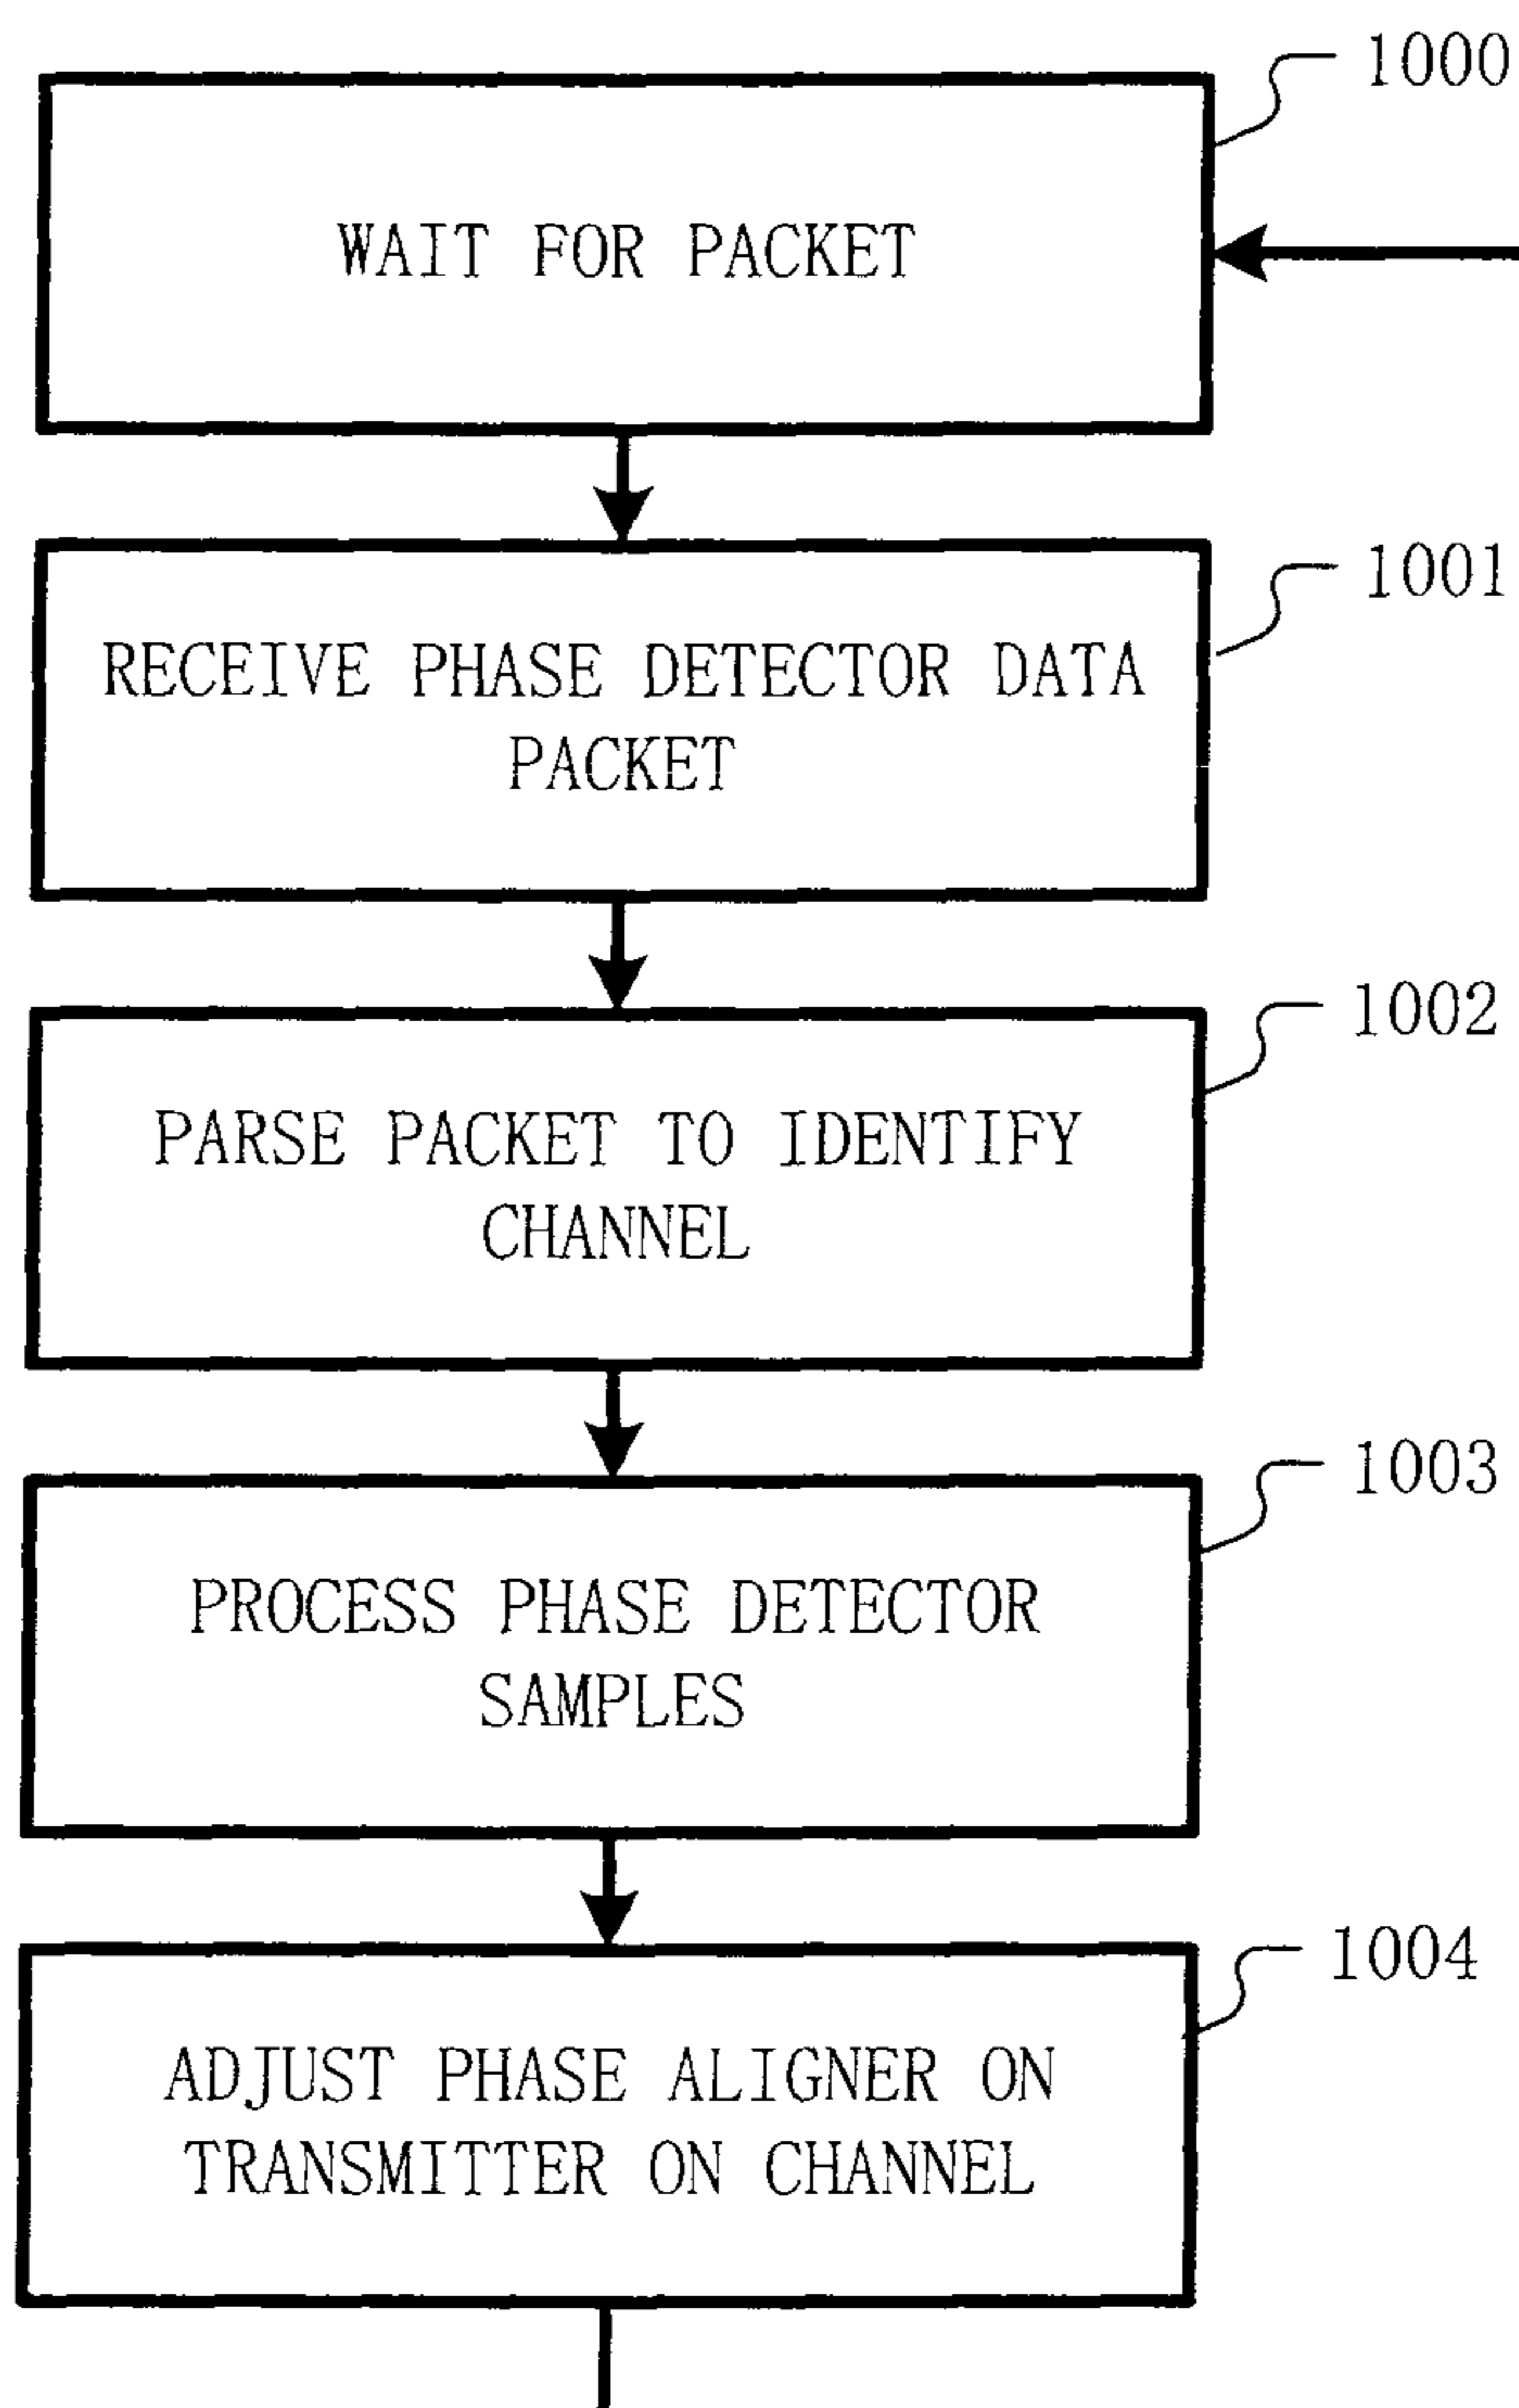 1000
WAIT FOR PACKET
1001
RECEIVE PHASE DETECTOR DATA
PACKET
1002
PARSE PACKET TO IDENTIFY
CHANNEL
1003
PROCESS PHASE DETECTOR
SAMPLES
1004
ADJUST PHASE ALIGNER ON
TRANSMITTER ON CHANNEL